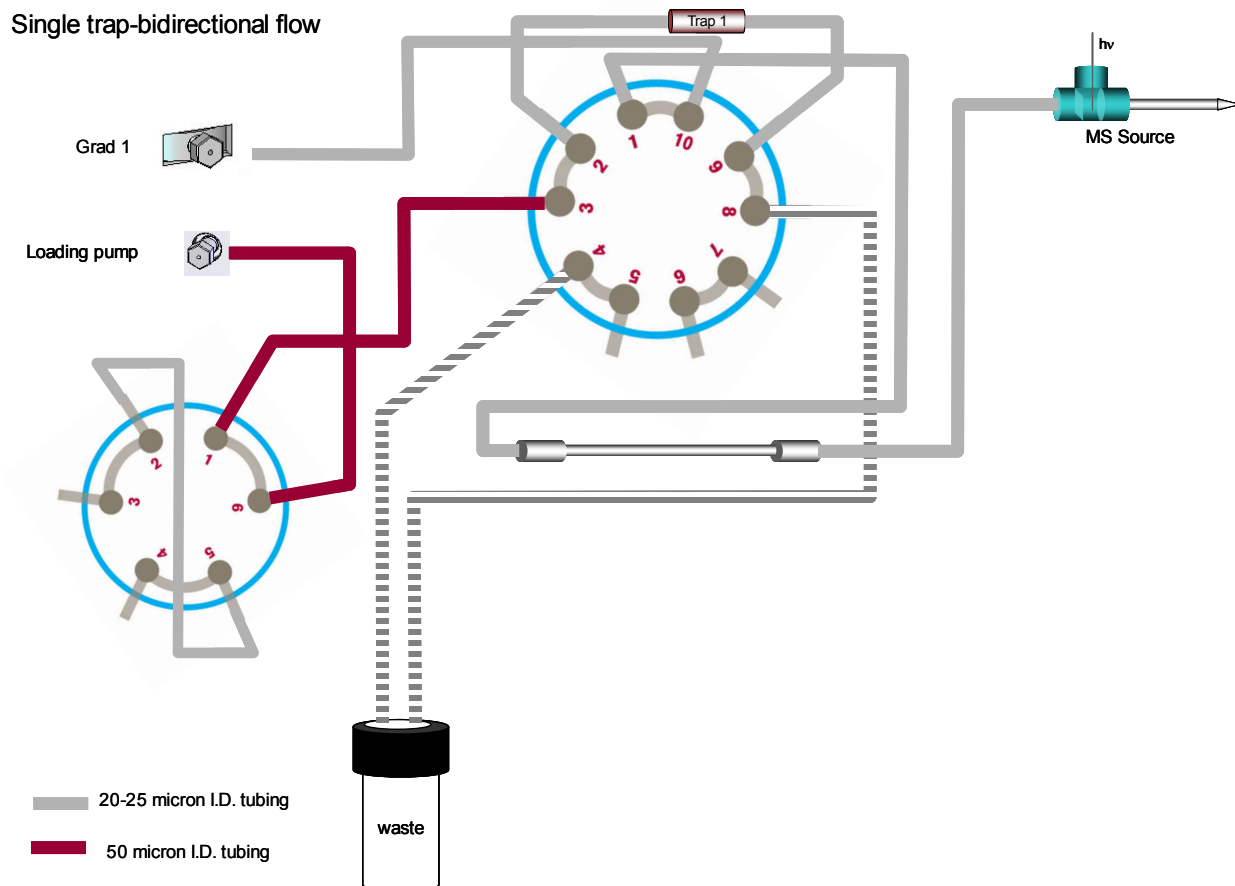 Single trap-bidirectional flow
Trap 1
hν
Grad 1
MS Source
1
10
2
9
3
8
Loading pump
4
7
5
6
1
2
3
6
4
5
20-25 micron I.D. tubing
waste
50 micron I.D. tubing